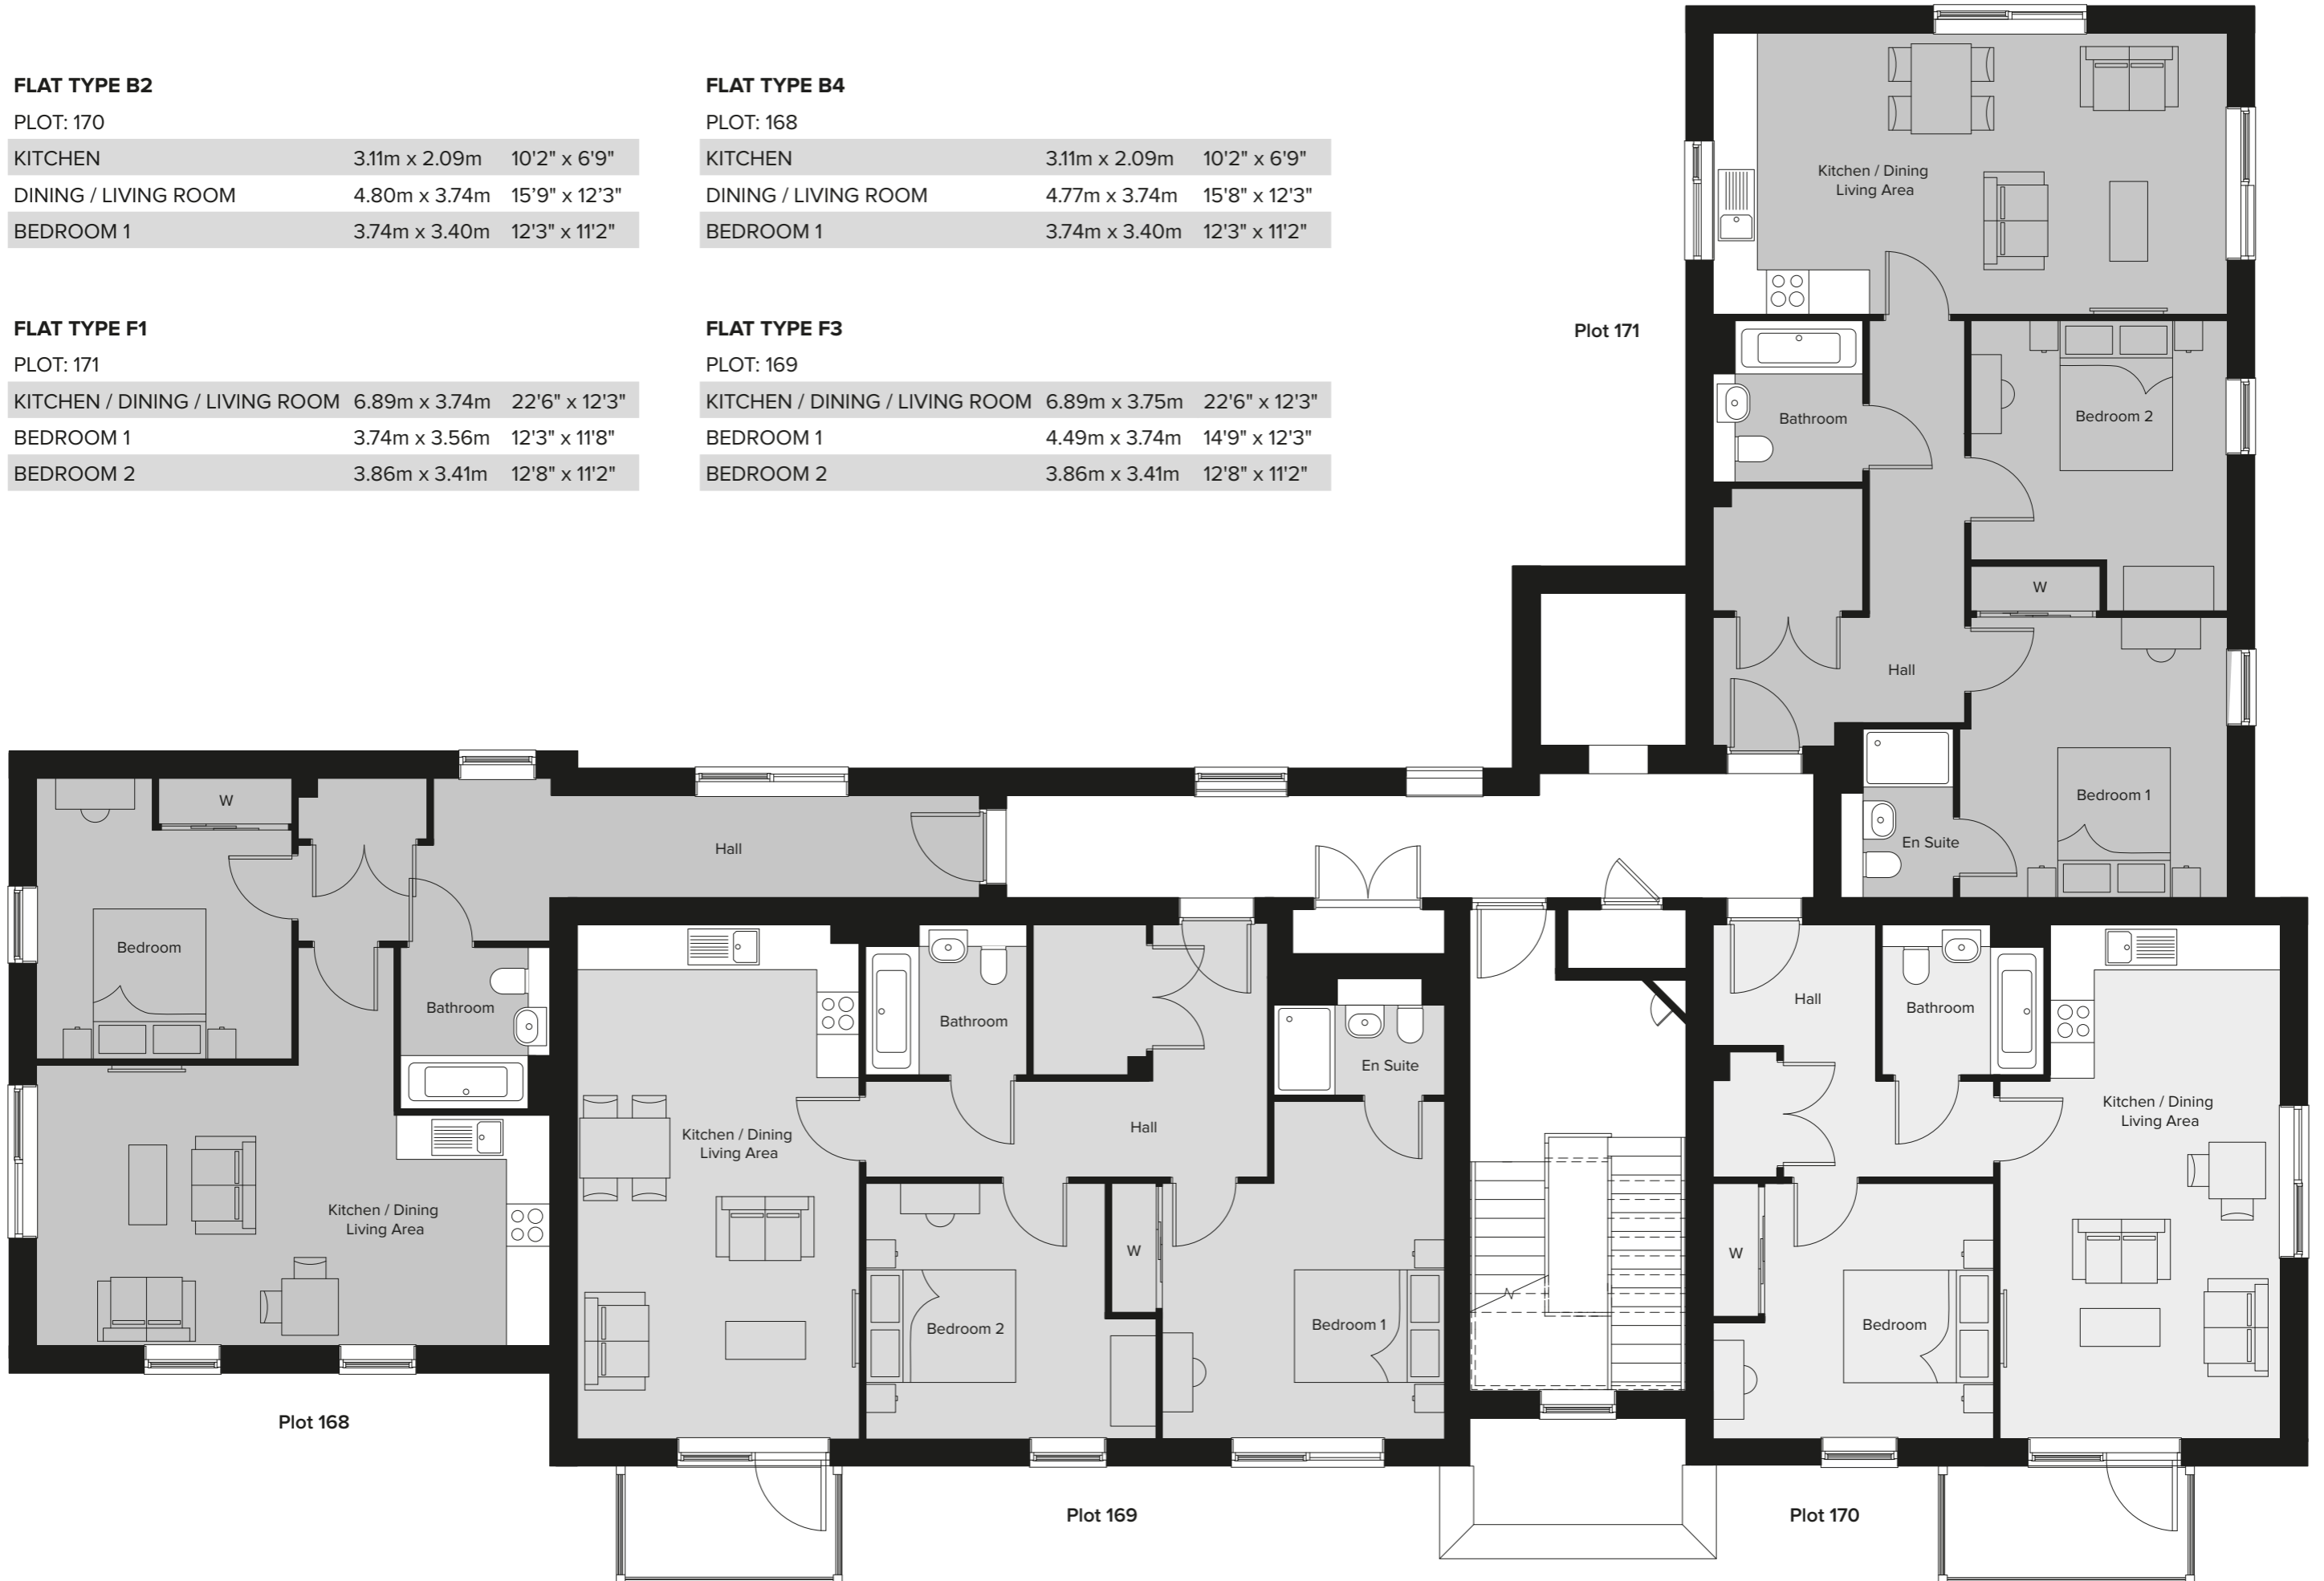 FLAT TYPE B2
PLOT: 170
KITCHEN 3.11m x 2.09m 10'2" x 6'9"
DINING / LIVING ROOM 4.80m x 3.74m 15'9" x 12'3"
BEDROOM 1 3.74m x 3.40m 12'3" x 11'2"
FLAT TYPE B4
PLOT: 168
KITCHEN 3.11m x 2.09m 10'2" x 6'9"
DINING / LIVING ROOM 4.77m x 3.74m 15'8" x 12'3"
BEDROOM 1 3.74m x 3.40m 12'3" x 11'2"
FLAT TYPE F1
PLOT: 171
KITCHEN / DINING / LIVING ROOM 6.89m x 3.74m 22'6" x 12'3"
BEDROOM 1 3.74m x 3.56m 12'3" x 11'8"
BEDROOM 2 3.86m x 3.41m 12'8" x 11'2"
FLAT TYPE F3
PLOT: 169
KITCHEN / DINING / LIVING ROOM 6.89m x 3.75m 22'6" x 12'3"
BEDROOM 1 4.49m x 3.74m 14'9" x 12'3"
BEDROOM 2 3.86m x 3.41m 12'8" x 11'2"
Kitchen / Dining
Living Area
Plot 171
Bathroom
Bedroom 2
W
Hall
Bedroom 1
En Suite
W
Hall
Bedroom
Bathroom
Kitchen / Dining
Living Area
Plot 168
Bathroom
En Suite
Kitchen / Dining
Living Area
Hall
W
Bedroom 2
Bedroom 1
Plot 169
Hall
Bathroom
Kitchen / Dining
Living Area
W
Bedroom
Plot 170